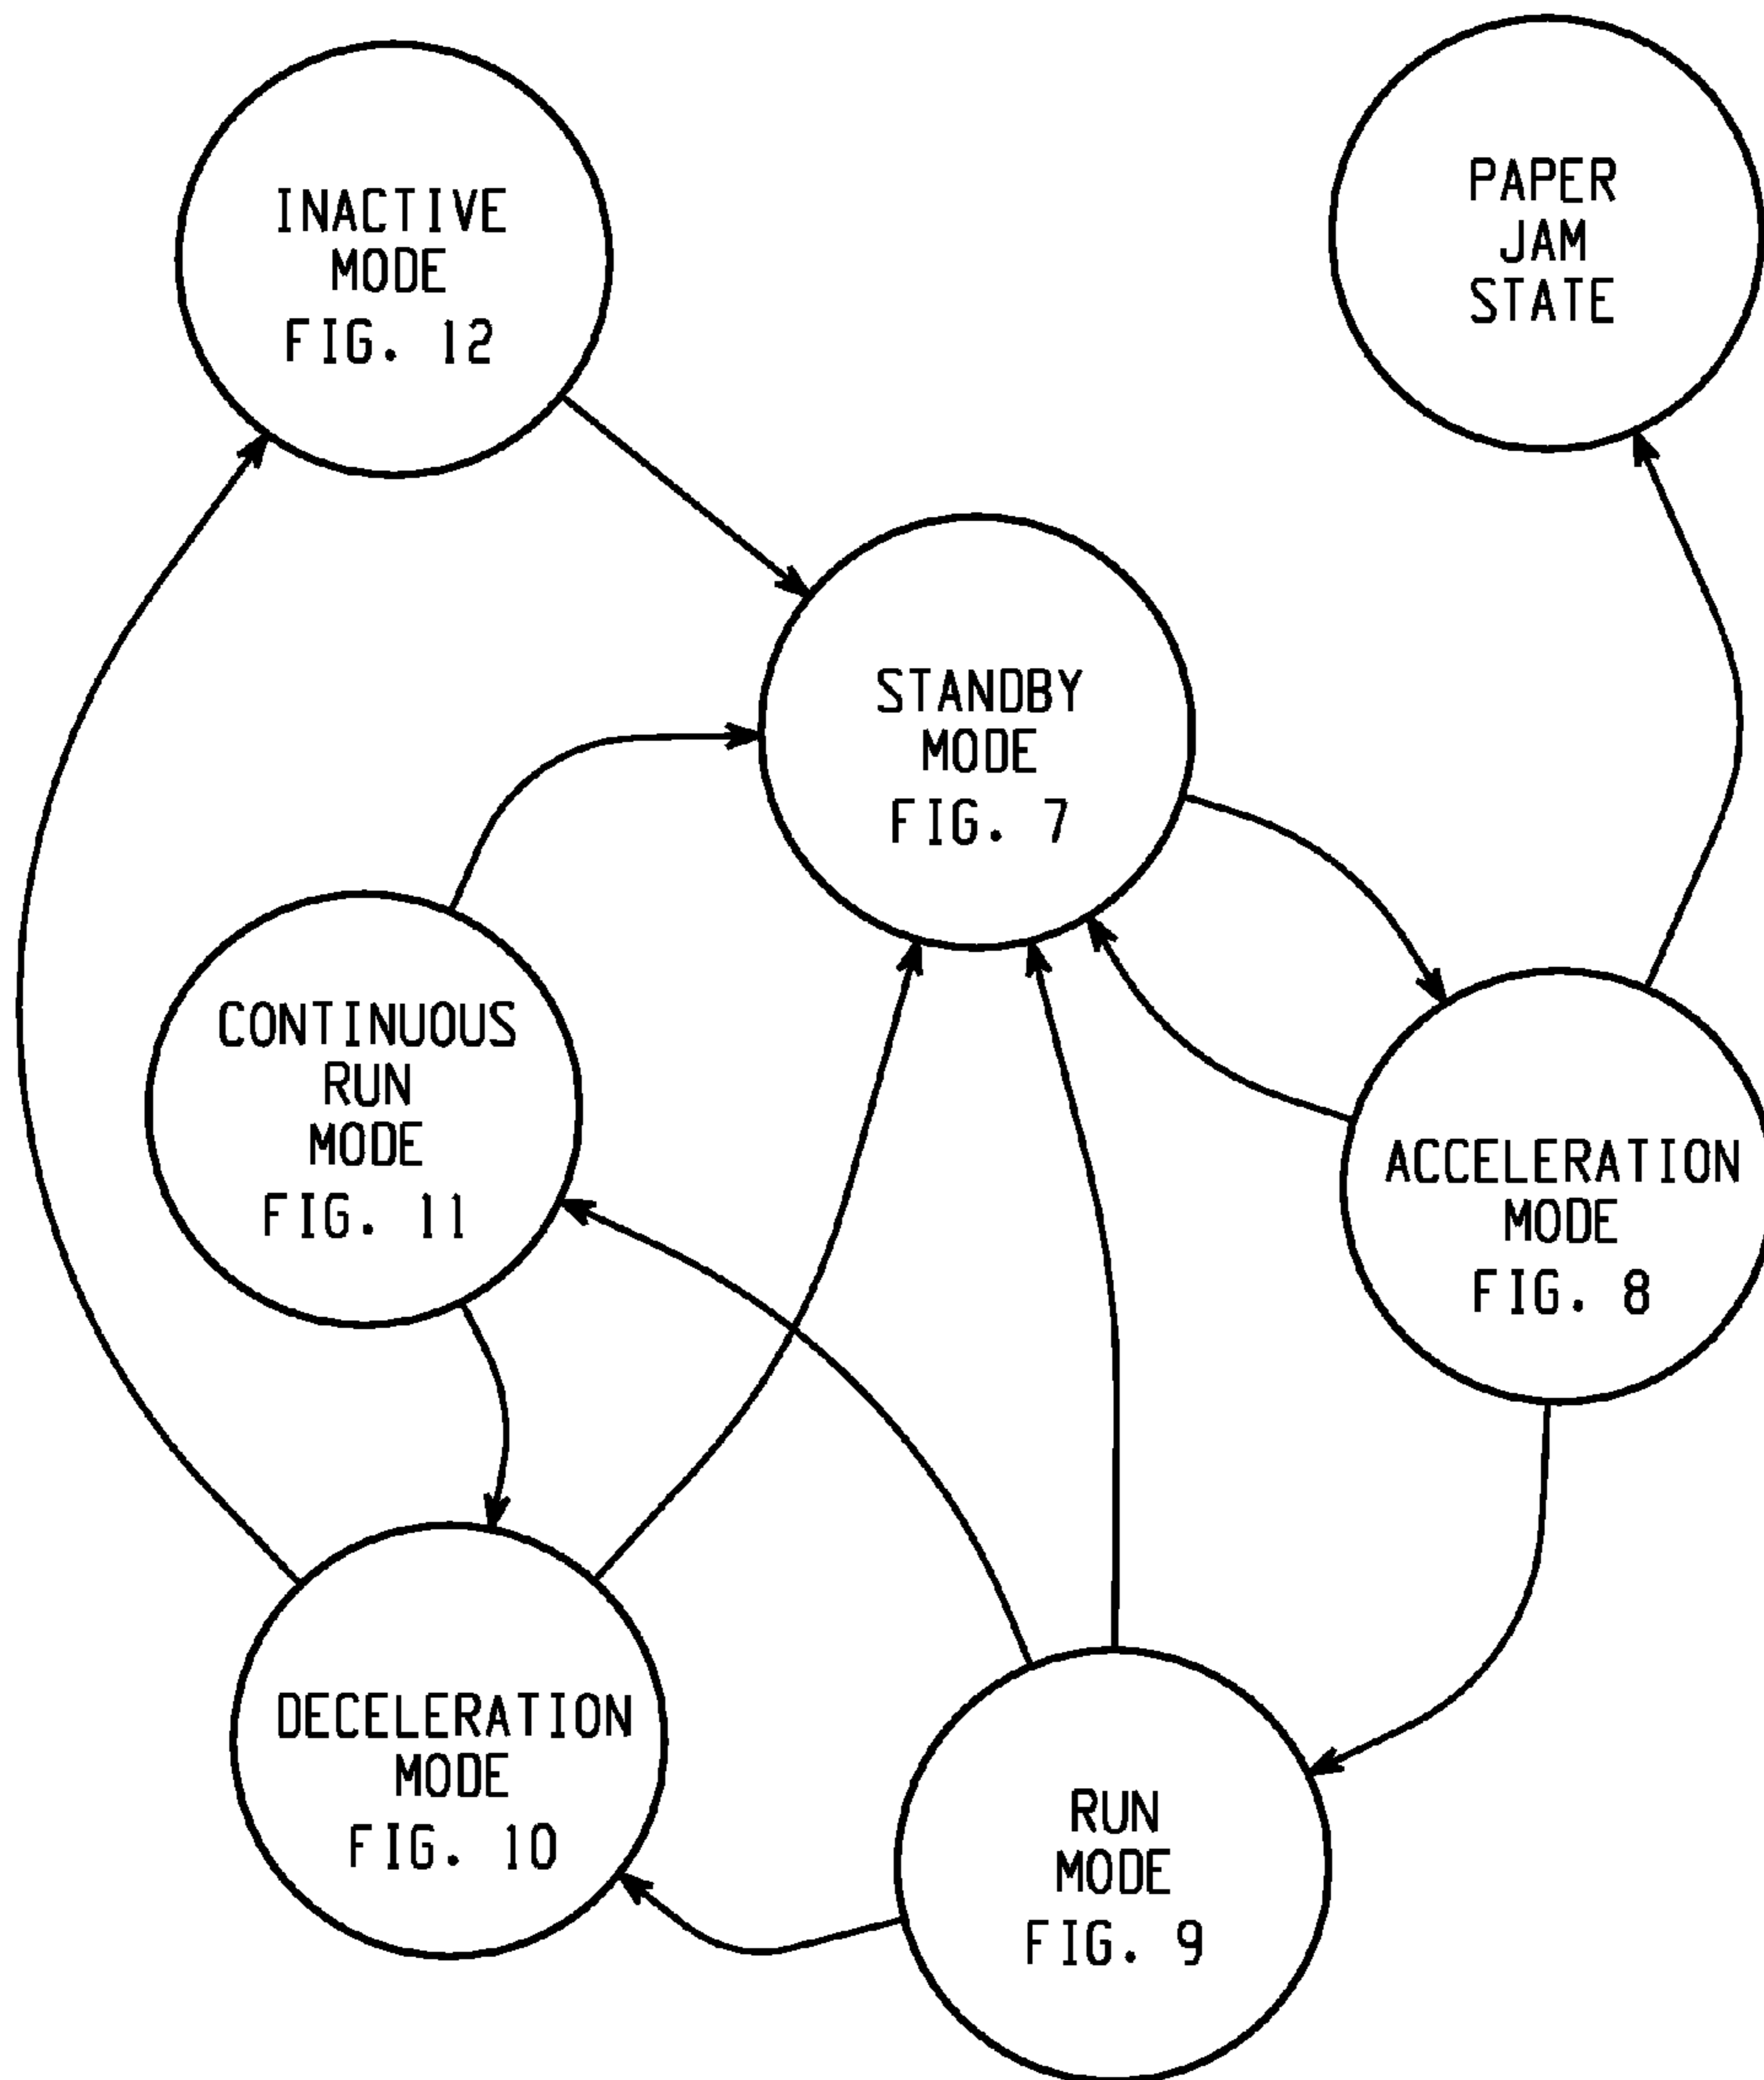 INACTIVE
MODE
FIG. 12
PAPER
JAM
STATE
STANDBY
MODE
FIG. 7
CONTINUOUS
RUN
MODE
FIG. 11
ACCELERATION
MODE
FIG. 8
DECELERATION
MODE
FIG. 10
RUN
MODE
FIG. 9